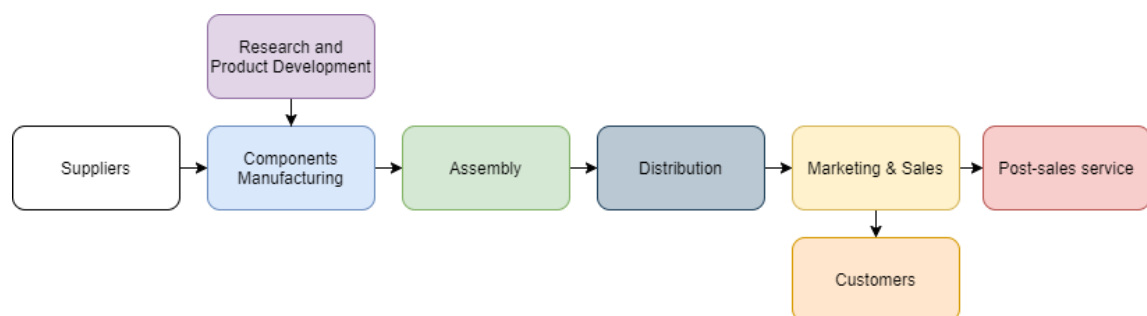 Research and
Product Development
Suppliers
Components
Manufacturing
Assembly
Distribution
Marketing & Sales
Post-sales service
Customers